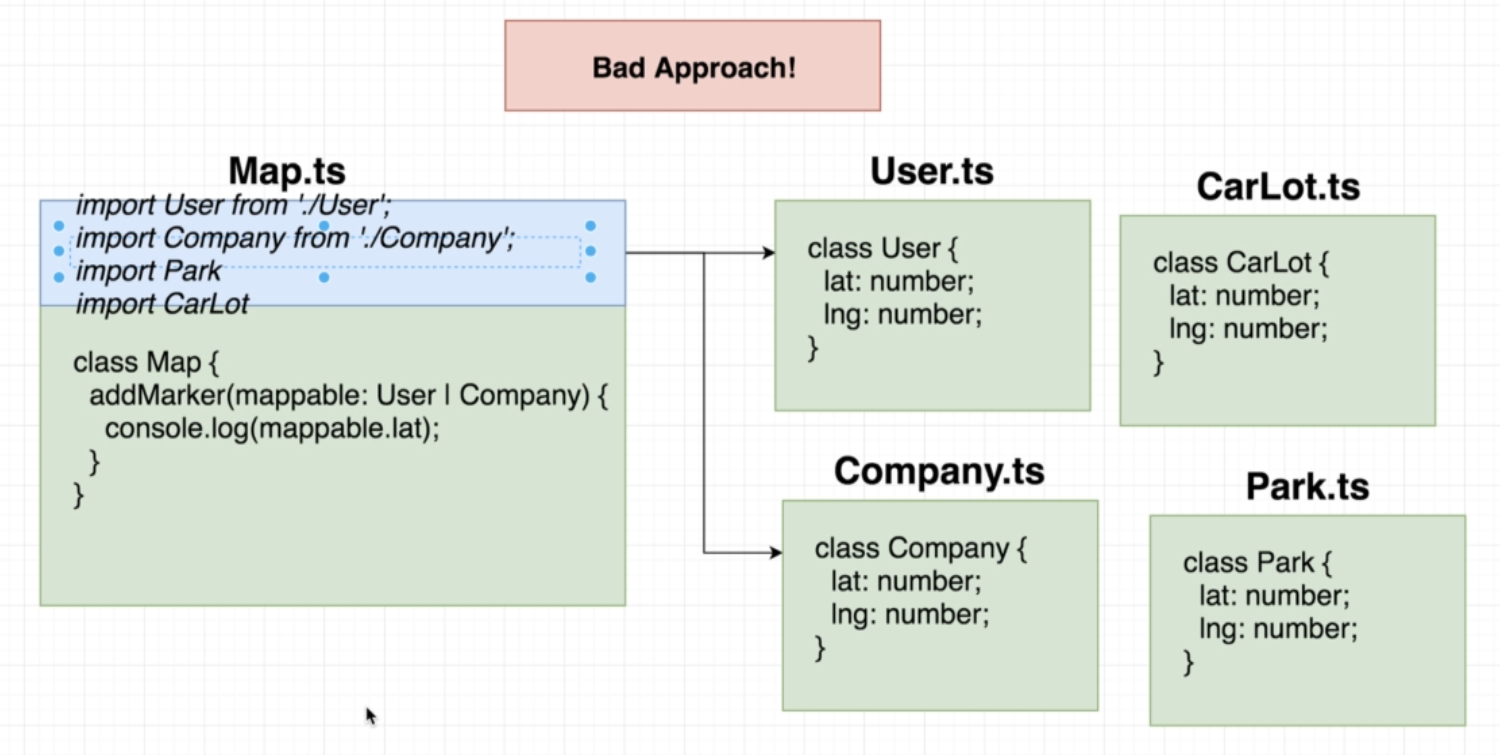 Bad Approach!
Map.ts
import User from './User';
import Company from './Company';
import Park
import CarLot
class Map {
addMarker(mappable: User | Company) {
console.log(mappable.lat);
}
}
User.ts
class User {
lat: number;
lng: number;
}
CarLot.ts
class CarLot {
lat: number;
lng: number;
}
Company.ts
class Company {
lat: number;
lng: number;
}
Park.ts
class Park {
lat: number;
lng: number;
}